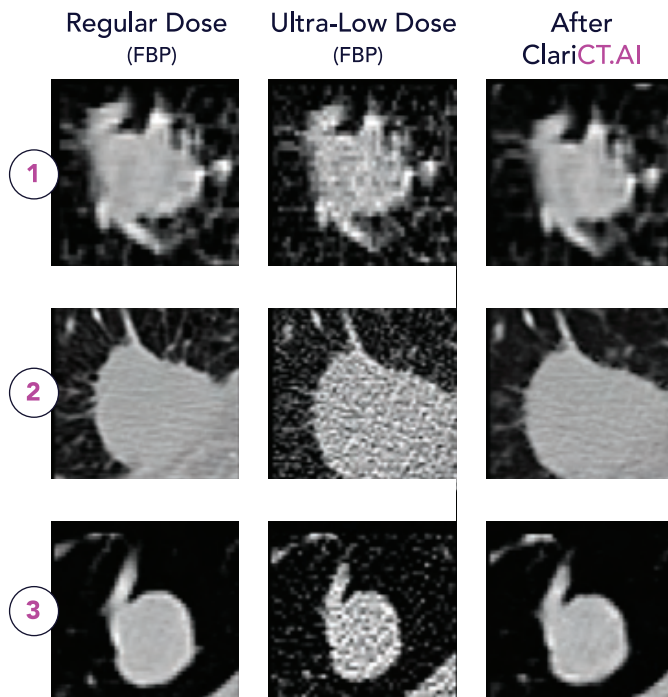 Regular Dose
(FBP)
Ultra-Low Dose
(FBP)
After
ClariCT.AI
1
2
3